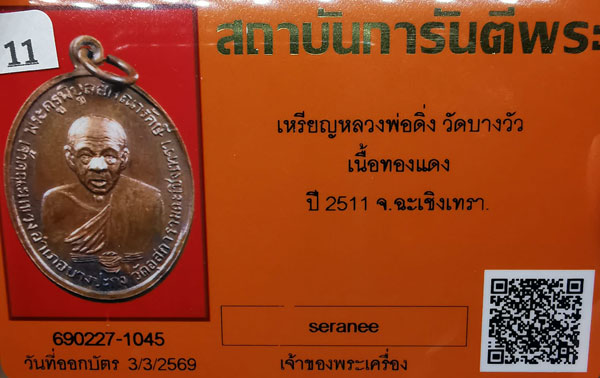 11
สถาบันการันตีพระ
เหรียญหลวงพ่อดิ่ง วัดบางวัว
เนื้อทองแดง
ปี 2511 จ.ฉะเชิงเทรา.
seranee
เจ้าของพระเครื่อง
690227-1045
วันที่ออกบัตร 3/3/2569